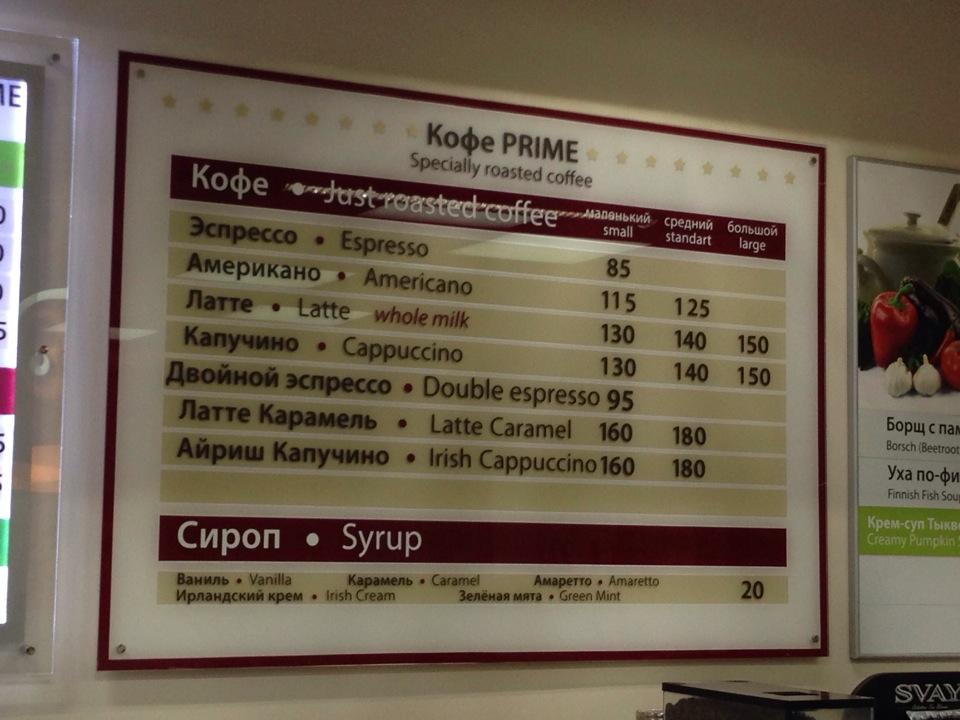 Кофе PRIME
Specially roasted coffee
Кофе • Just roasted coffee маленький small средний standart большой large
Эспрессо • Espresso 85
Американо • Americano 115 125
Латте • Latte whole milk 130 140 150
Капучино • Cappuccino 130 140 150
Двойной эспрессо • Double espresso 95
Латте Карамель • Latte Caramel 160 180
Айриш Капучино • Irish Cappuccino 160 180
Сироп • Syrup
Ваниль • Vanilla Карамель • Caramel Амаретто • Amaretto 20
Ирландский крем • Irish Cream Зелёная мята • Green Mint
Борщ с
Borsch (Beetroot
Уха
Finnish Fish
Крем-суп
Creamy Pumpkin
SVAY